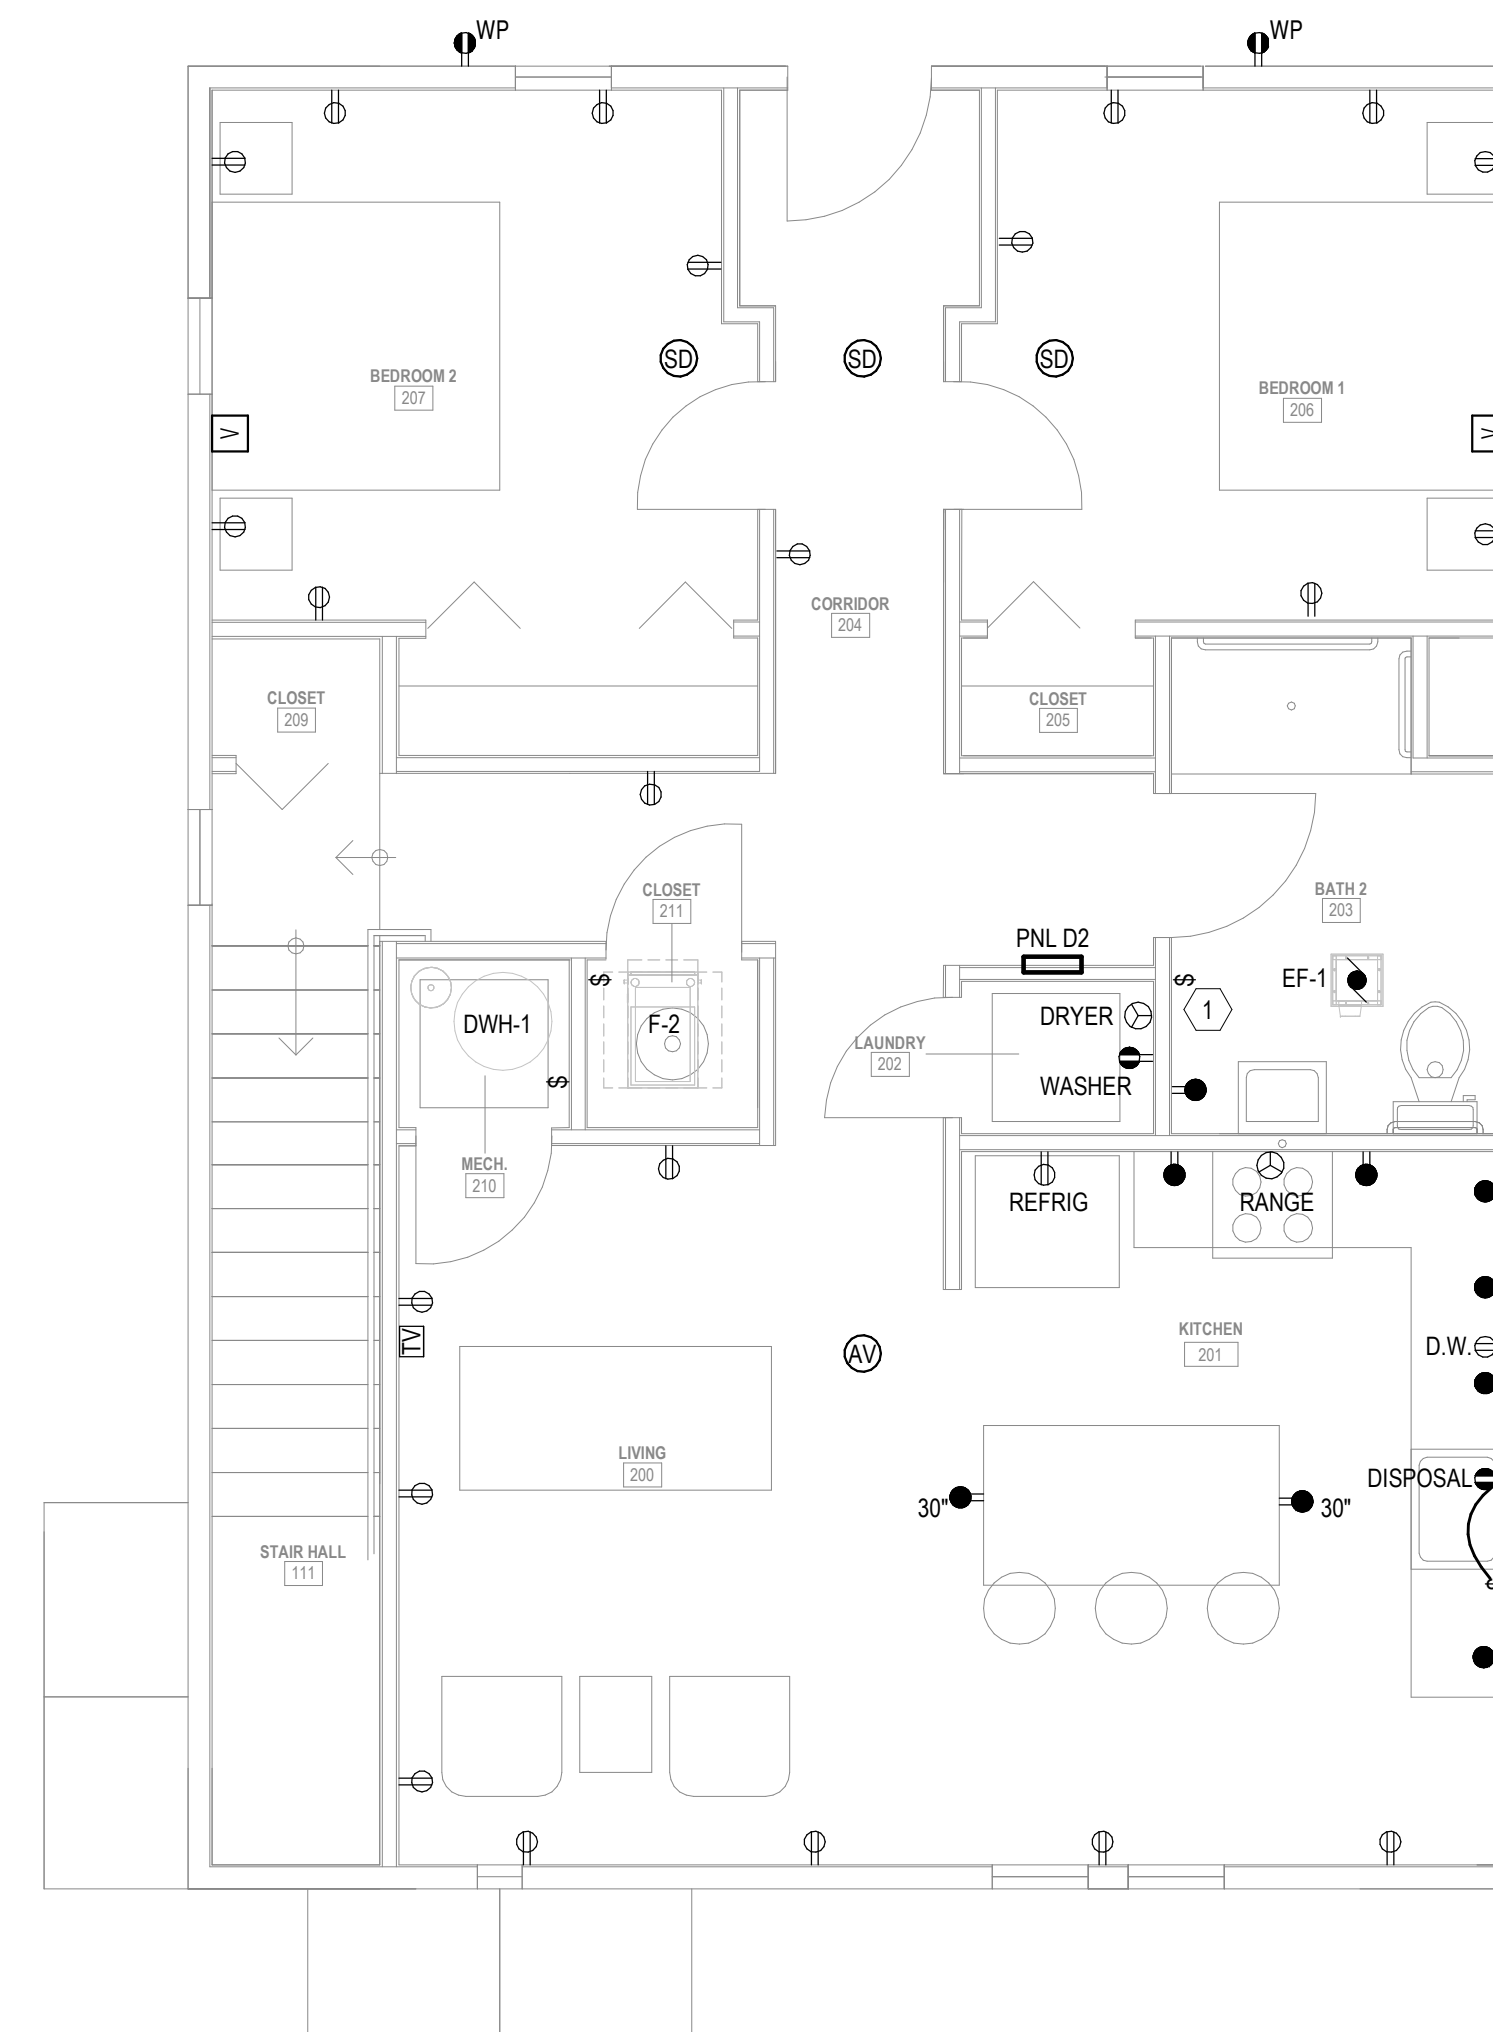 WP
WP
SD
SD
SD
BEDROOM 2
207
BEDROOM 1
206
V
V
CORRIDOR
204
CLOSET
209
CLOSET
205
CLOSET
211
BATH 2
203
PNL D2
EF-1
$
$
1
DWH-1
F-2
DRYER
LAUNDRY
202
$
WASHER
MECH.
210
REFRIG
RANGE
TV
AV
KITCHEN
201
D.W.
LIVING
200
DISPOSAL
30"
30"
STAIR HALL
111